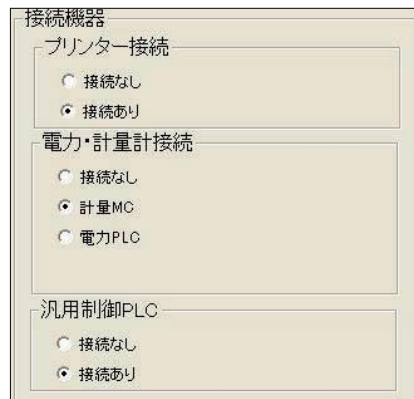 接続機器
プリンター接続
接続なし
接続あり
電力・計量計接続
接続なし
計量MC
電力PLC
汎用制御PLC
接続なし
接続あり